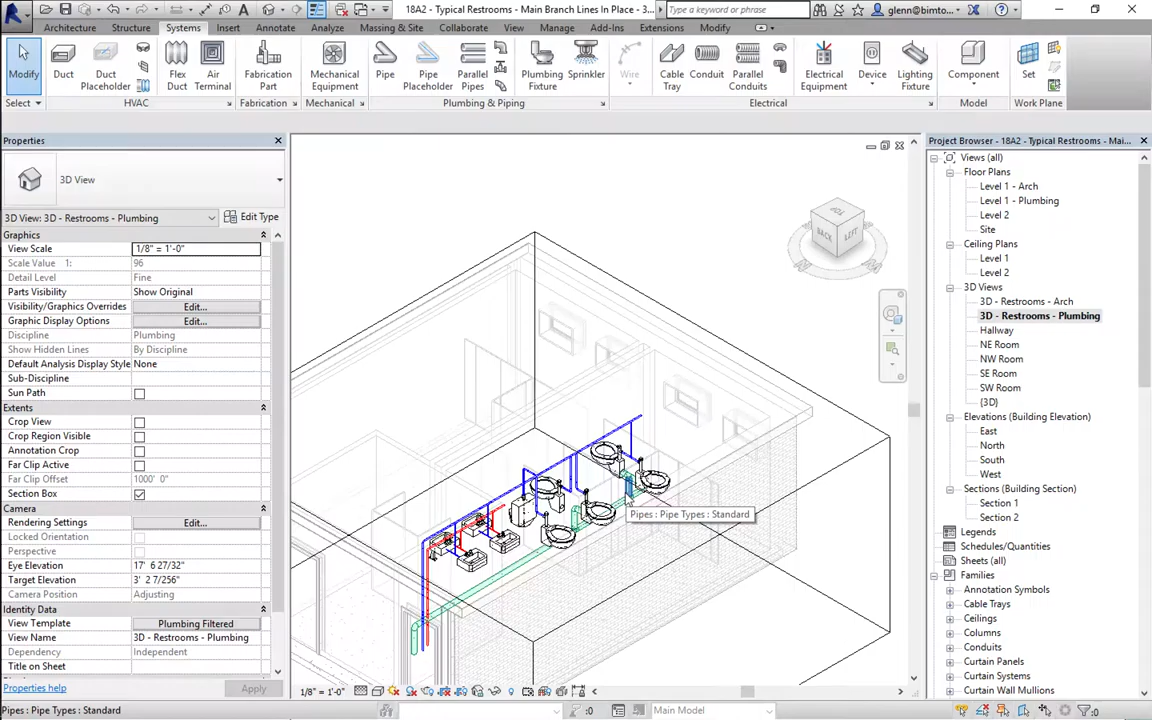 18A2 - Typical Restrooms - Main Branch Lines In Place - 3...
Type a keyword or phrase
glenn@bimto...
Architecture Structure Systems Insert Annotate Analyze Massing & Site Collaborate View Manage Add-Ins Extensions Modify
Modify
Duct
Duct Placeholder
Flex Duct
Air Terminal
Fabrication Part
Mechanical Equipment
Pipe
Pipe Placeholder
Parallel Pipes
Plumbing Fixture
Sprinkler
Wire
Cable Tray
Conduit
Parallel Conduits
Electrical Equipment
Device
Lighting Fixture
Component
Set
Select HVAC Fabrication Mechanical Plumbing & Piping Electrical Model Work Plane
Properties
3D View
3D View: 3D - Restrooms - Plumbing
Edit Type
Graphics
View Scale 1/8" = 1'-0"
Scale Value 1: 96
Detail Level Fine
Parts Visibility Show Original
Visibility/Graphics Overrides Edit...
Graphic Display Options Edit...
Discipline Plumbing
Show Hidden Lines By Discipline
Default Analysis Display Style None
Sub-Discipline
Sun Path
Extents
Crop View
Crop Region Visible
Annotation Crop
Far Clip Active
Far Clip Offset 1000' 0"
Section Box
Camera
Rendering Settings Edit...
Locked Orientation
Perspective
Eye Elevation 17' 6 27/32"
Target Elevation 3' 2 7/256"
Camera Position Adjusting
Identity Data
View Template Plumbing Filtered
View Name 3D - Restrooms - Plumbing
Dependency Independent
Title on Sheet
Properties help
Apply
BACK
LEFT
Pipes : Pipe Types : Standard
1/8" = 1'-0"
Project Browser - 18A2 - Typical Restrooms - Mai...
Views (all)
Floor Plans
Level 1 - Arch
Level 1 - Plumbing
Level 2
Site
Ceiling Plans
Level 1
Level 2
3D Views
3D - Restrooms - Arch
3D - Restrooms - Plumbing
Hallway
NE Room
NW Room
SE Room
SW Room
{3D}
Elevations (Building Elevation)
East
North
South
West
Sections (Building Section)
Section 1
Section 2
Legends
Schedules/Quantities
Sheets (all)
Families
Annotation Symbols
Cable Trays
Ceilings
Columns
Conduits
Curtain Panels
Curtain Systems
Curtain Wall Mullions
Pipes : Pipe Types : Standard
:0
Main Model
:0